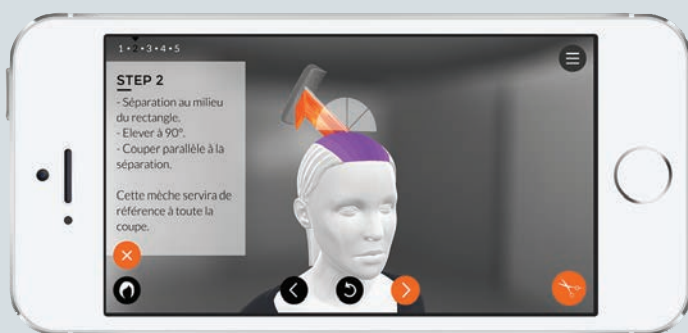 1 • 2 • 3 • 4 • 5
STEP 2
- Séparation au milieu
du rectangle.
- Elever à 90°.
- Couper parallèle à la
séparation.
Cette mèche servira de
référence à toute la
coupe.